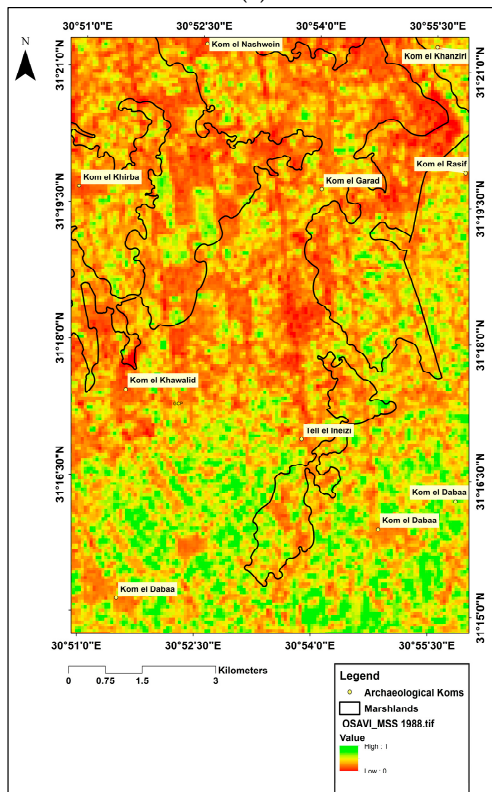 30°51'0"E 30°52'30"E 30°54'0"E 30°55'30"E
N
Kom el Nashwein
Kom el Khanziri
31°21'0"N 31°21'0"N
Kom el Rasif
Kom el Khirba
Kom el Garad
31°19'30"N 31°19'30"N
31°18'0"N 31°18'0"N
Kom el Khawalid
Tell el Ineizi
31°16'30"N 31°16'30"N
Kom el Dabaa
Kom el Dabaa
Kom el Dabaa
31°15'0"N
30°51'0"E 30°52'30"E 30°54'0"E 30°55'30"E
Kilometers
0 0.75 1.5 3
Legend
Archaeological Koms
Marshlands
OSAVI_MSS 1988.tif
Value
High : 1
Low : 0